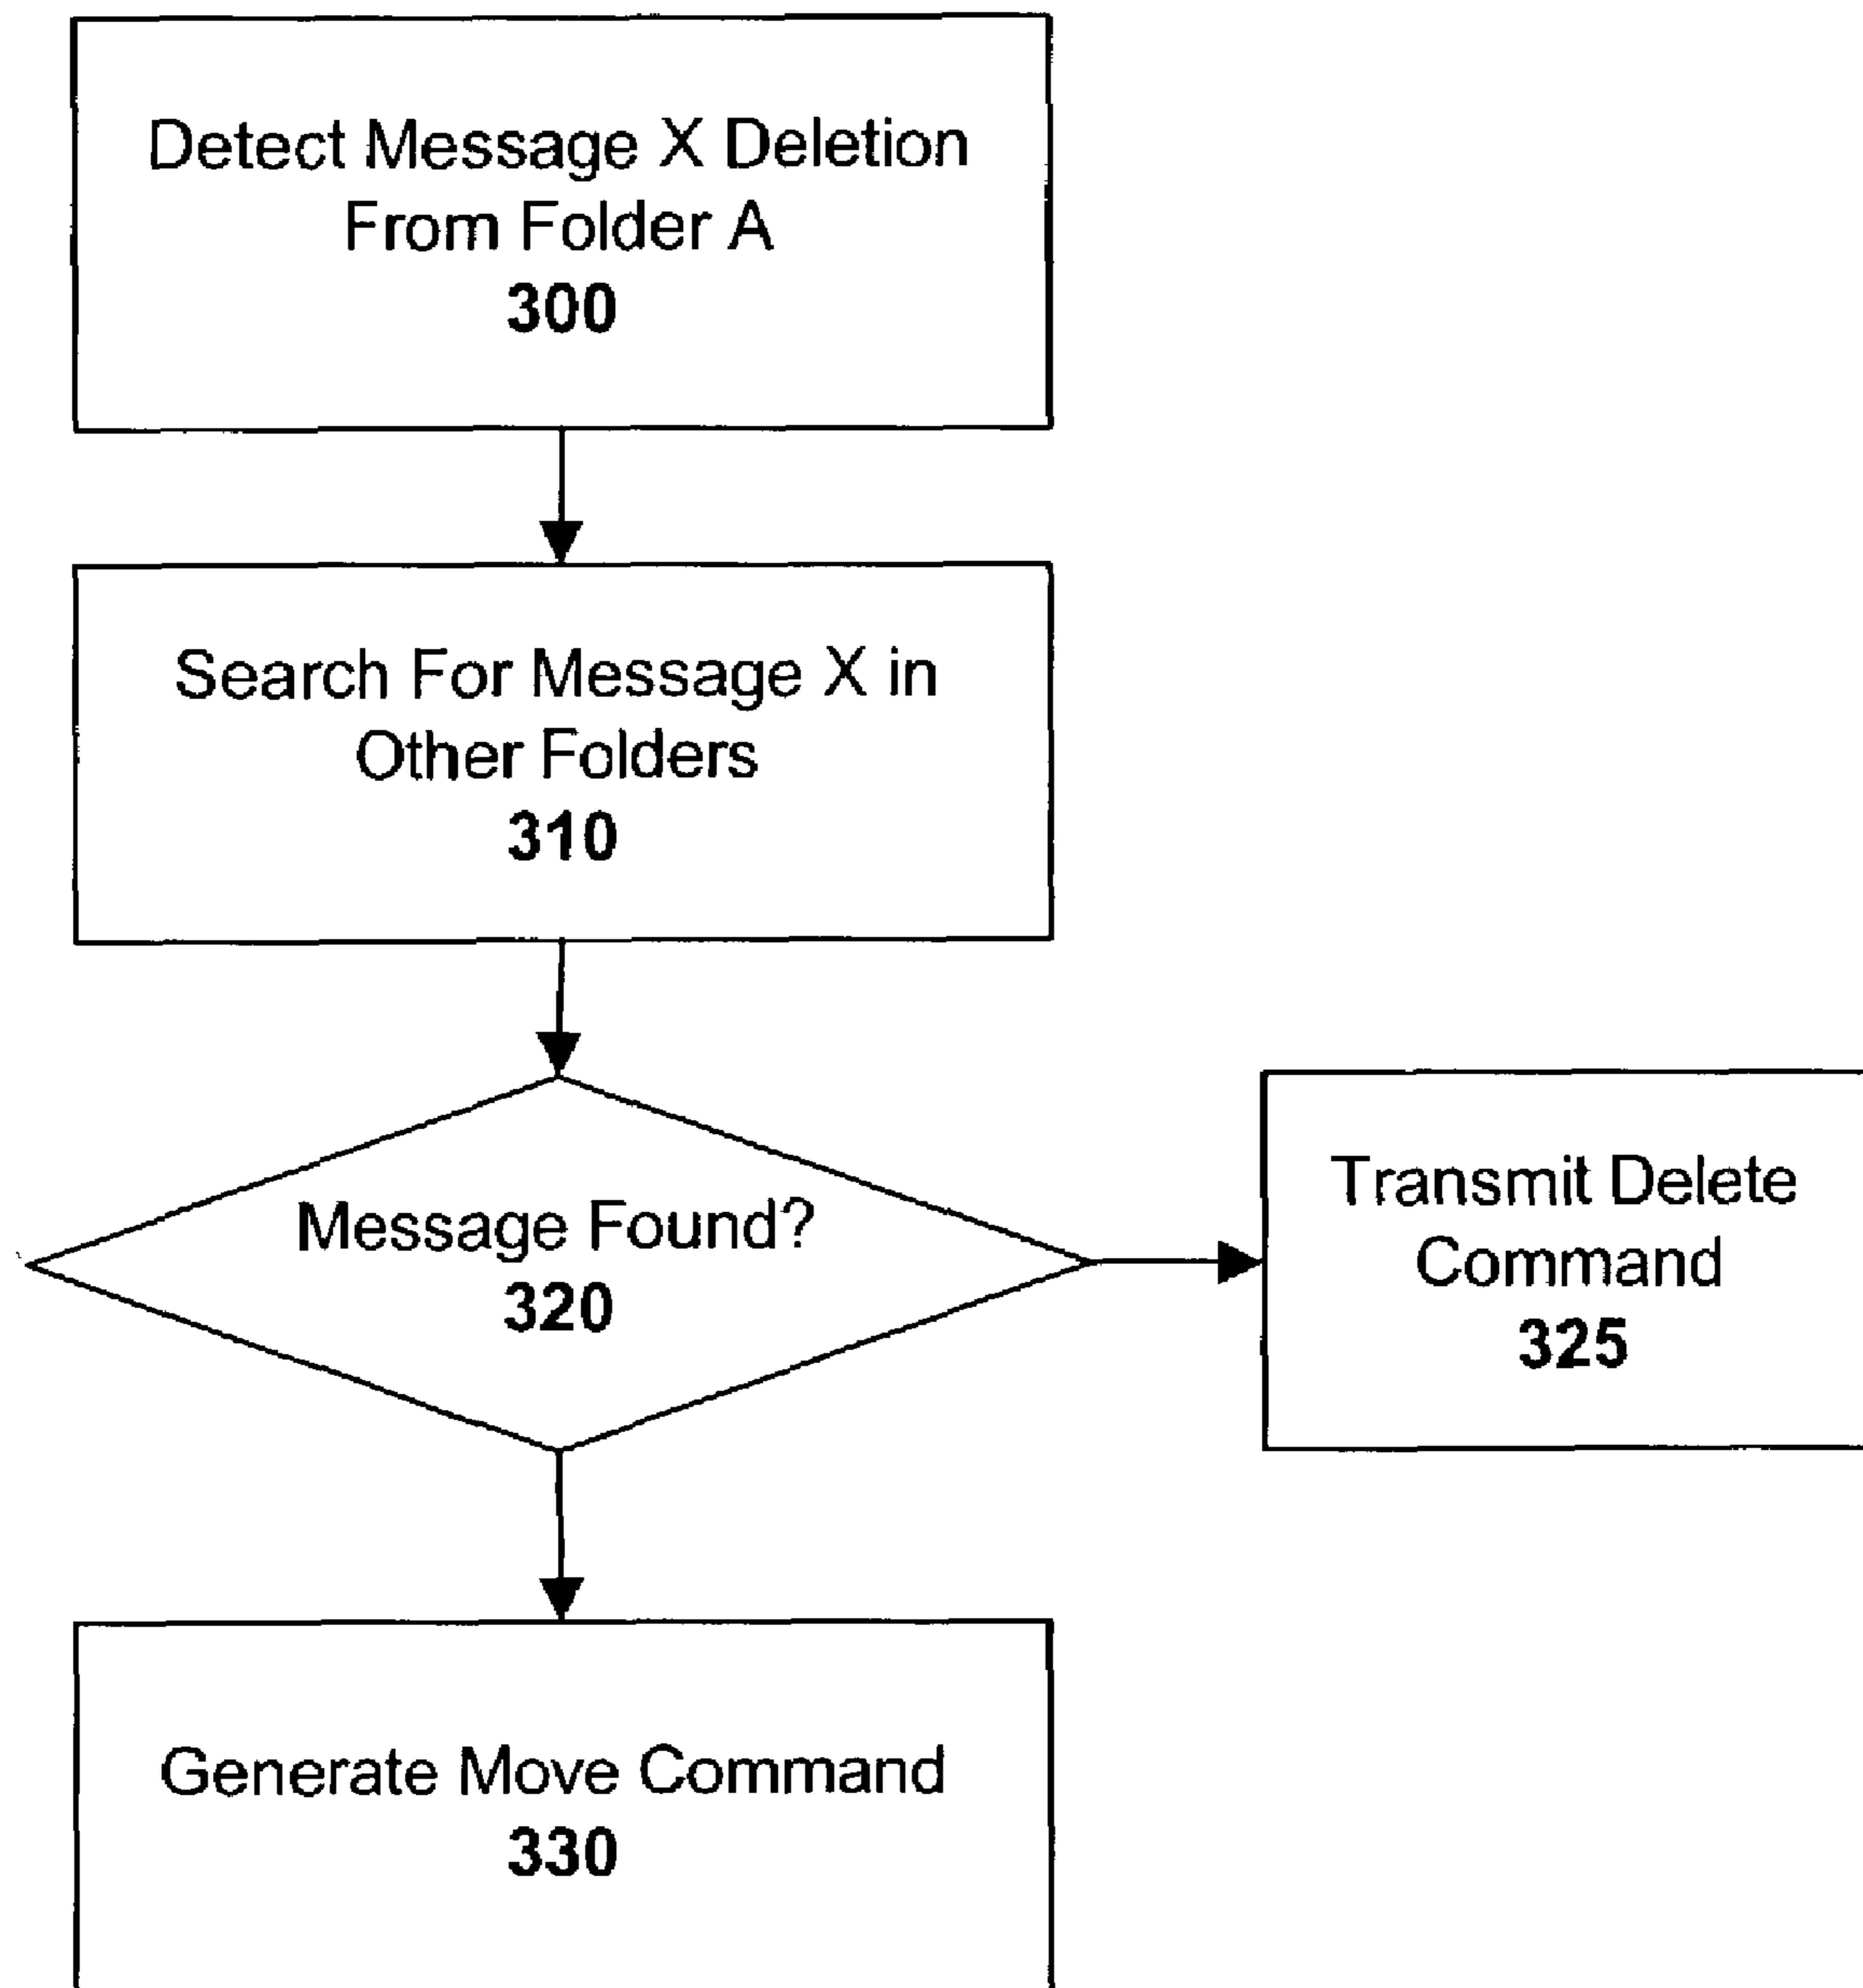 Detect Message X Deletion
From Folder A
300
Search For Message X in
Other Folders
310
Message Found?
320
Transmit Delete
Command
325
Generate Move Command
330